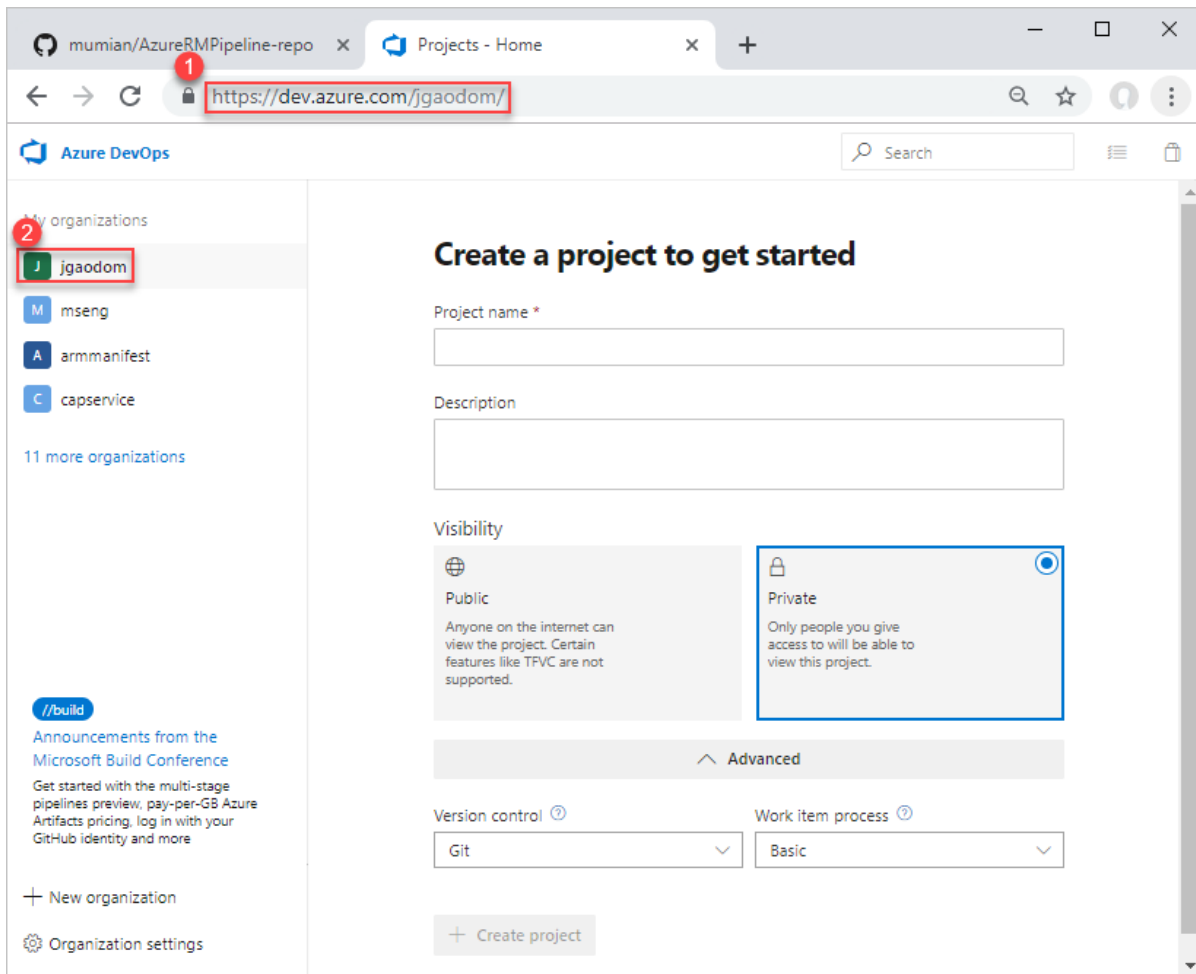 mumian/AzureRMPipeline-repo
Projects - Home
1
https://dev.azure.com/jgaodom/
Azure DevOps
Search
My organizations
2
J jgaodom
M mseng
A armmanifest
C capservice
11 more organizations
//build
Announcements from the
Microsoft Build Conference
Get started with the multi-stage
pipelines preview, pay-per-GB Azure
Artifacts pricing, log in with your
GitHub identity and more
New organization
Organization settings
Create a project to get started
Project name *
Description
Visibility
Public
Anyone on the internet can
view the project. Certain
features like TFVC are not
supported.
Private
Only people you give
access to will be able to
view this project.
Advanced
Version control ?
Git
Work item process ?
Basic
+ Create project